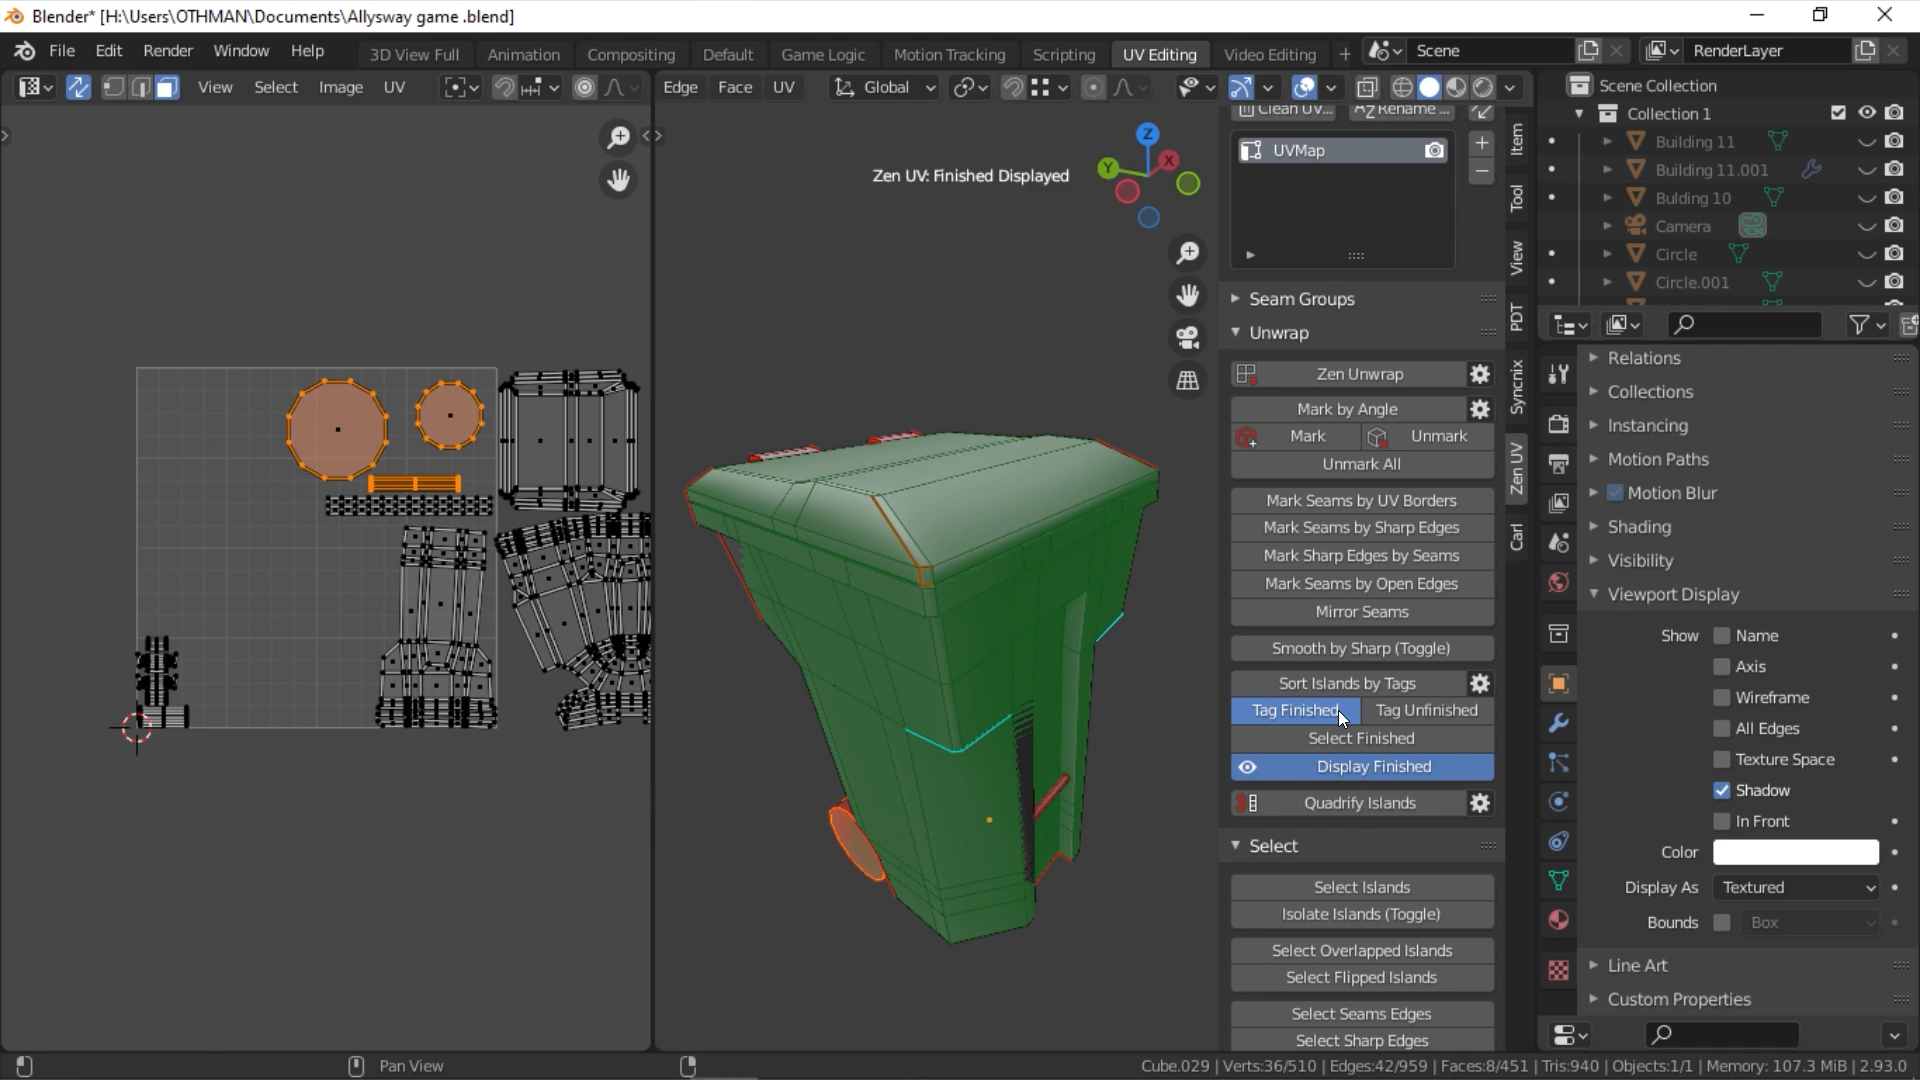 Blender* [H:\Users\OTHMAN\Documents\Allysway game .blend]
File Edit Render Window Help
3D View Full Animation Compositing Default Game Logic Motion Tracking Scripting UV Editing Video Editing +
Scene
RenderLayer
View Select Image UV
Edge Face UV Global
Zen UV: Finished Displayed
Z
Y
X
Clean UV...
Rename ...
UVMap
Seam Groups
Unwrap
Zen Unwrap
Mark by Angle
Mark
Unmark
Unmark All
Mark Seams by UV Borders
Mark Seams by Sharp Edges
Mark Sharp Edges by Seams
Mark Seams by Open Edges
Mirror Seams
Smooth by Sharp (Toggle)
Sort Islands by Tags
Tag Finished
Tag Unfinished
Select Finished
Display Finished
Quadrify Islands
Select
Select Islands
Isolate Islands (Toggle)
Select Overlapped Islands
Select Flipped Islands
Select Seams Edges
Select Sharp Edges
Item
Tool
View
PDT
Syncnix
Zen UV
Carl
Scene Collection
Collection 1
Building 11
Building 11.001
Bulding 10
Camera
Circle
Circle.001
Relations
Collections
Instancing
Motion Paths
Motion Blur
Shading
Visibility
Viewport Display
Show Name
Axis
Wireframe
All Edges
Texture Space
Shadow
In Front
Color
Display As Textured
Bounds Box
Line Art
Custom Properties
Pan View
Cube.029 | Verts:36/510 | Edges:42/959 | Faces:8/451 | Tris:940 | Objects:1/1 | Memory: 107.3 MiB | 2.93.0